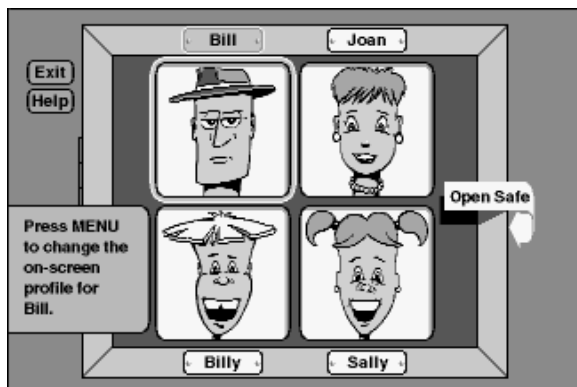 Bill
Joan
Exit
Help
Open Safe
Press MENU
to change the
on-screen
profile for
Bill.
Billy
Sally